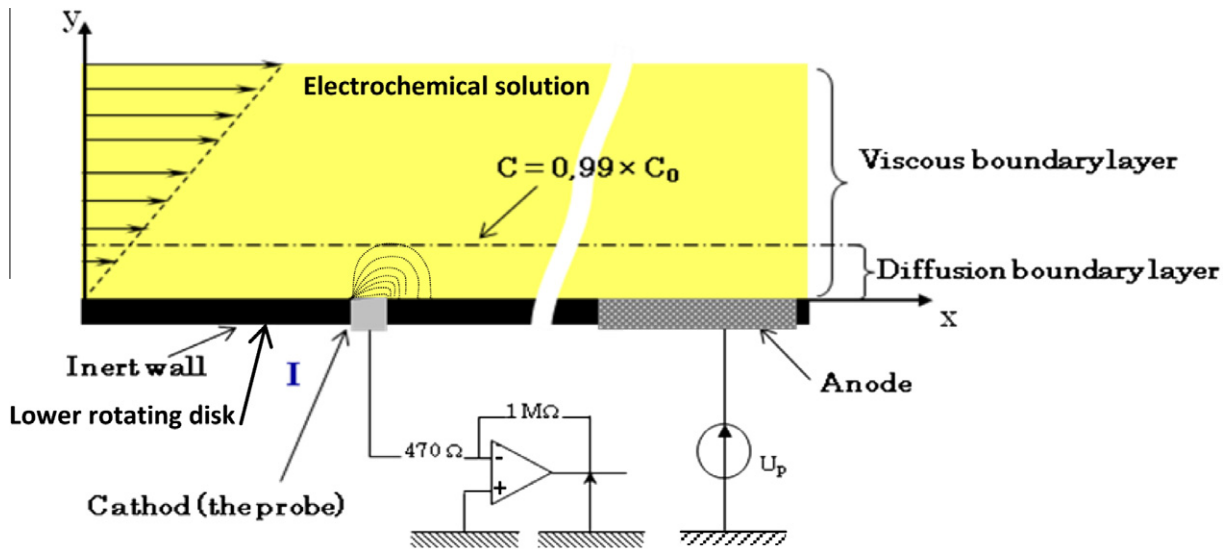 y
Electrochemical solution
C = 0,99 × C₀
Viscous boundary layer
Diffusion boundary layer
x
Inert wall
I
Anode
Lower rotating disk
1 MΩ
470 Ω
-
+
Uₚ
Cathod (the probe)